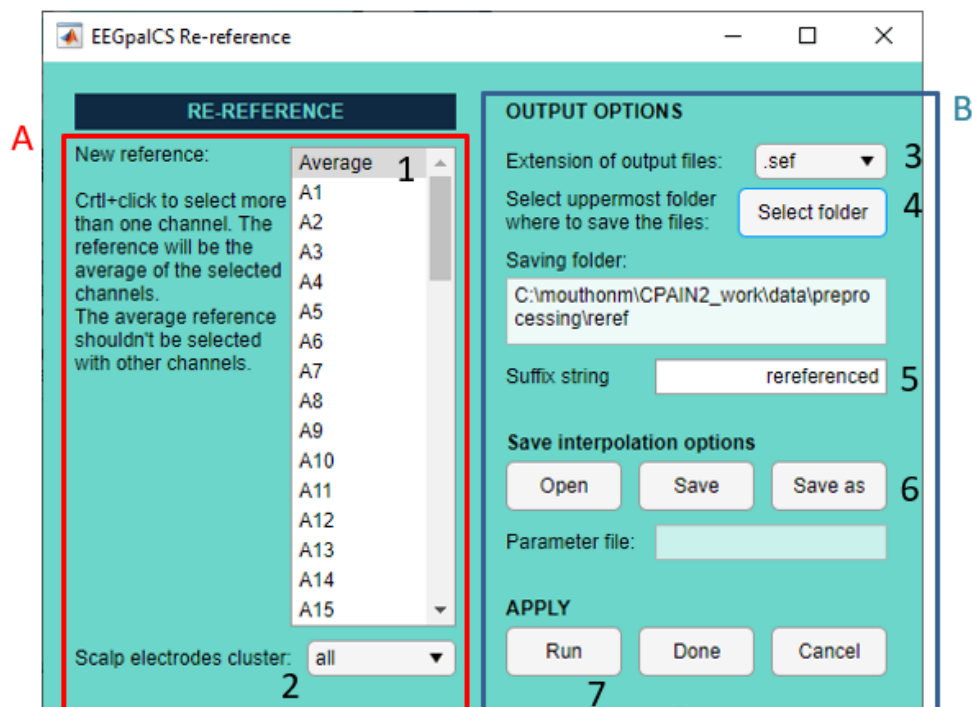 EEGpalCS Re-reference
A
RE-REFERENCE
New reference:
Crtl+click to select more
than one channel. The
reference will be the
average of the selected
channels.
The average reference
shouldn't be selected
with other channels.
Average 1
A1
A2
A3
A4
A5
A6
A7
A8
A9
A10
A11
A12
A13
A14
A15
Scalp electrodes cluster: all
2
B
OUTPUT OPTIONS
Extension of output files: .sef 3
Select uppermost folder
where to save the files: Select folder 4
Saving folder:
C:\mouthonm\CPAIN2_work\data\prepro
cessing\reref
Suffix string rereferenced 5
Save interpolation options
Open Save Save as 6
Parameter file:
APPLY
Run Done Cancel
7